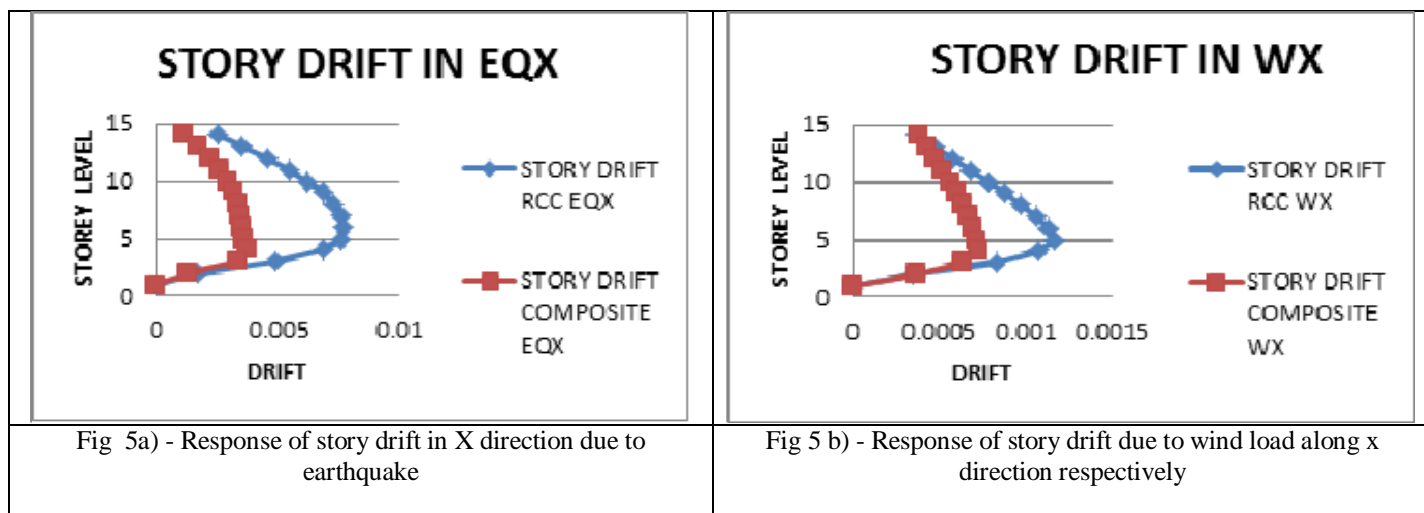 STORY DRIFT IN EQX
STOREY LEVEL
15
10
5
0
0 0.005 0.01
DRIFT
STORY DRIFT
RCC EQX
STORY DRIFT
COMPOSITE
EQX
STORY DRIFT IN WX
STOREY LEVEL
15
10
5
0
0 0.0005 0.001 0.0015
DRIFT
STORY DRIFT
RCC WX
STORY DRIFT
COMPOSITE
WX
Fig 5a) - Response of story drift in X direction due to
earthquake
Fig 5 b) - Response of story drift due to wind load along x
direction respectively